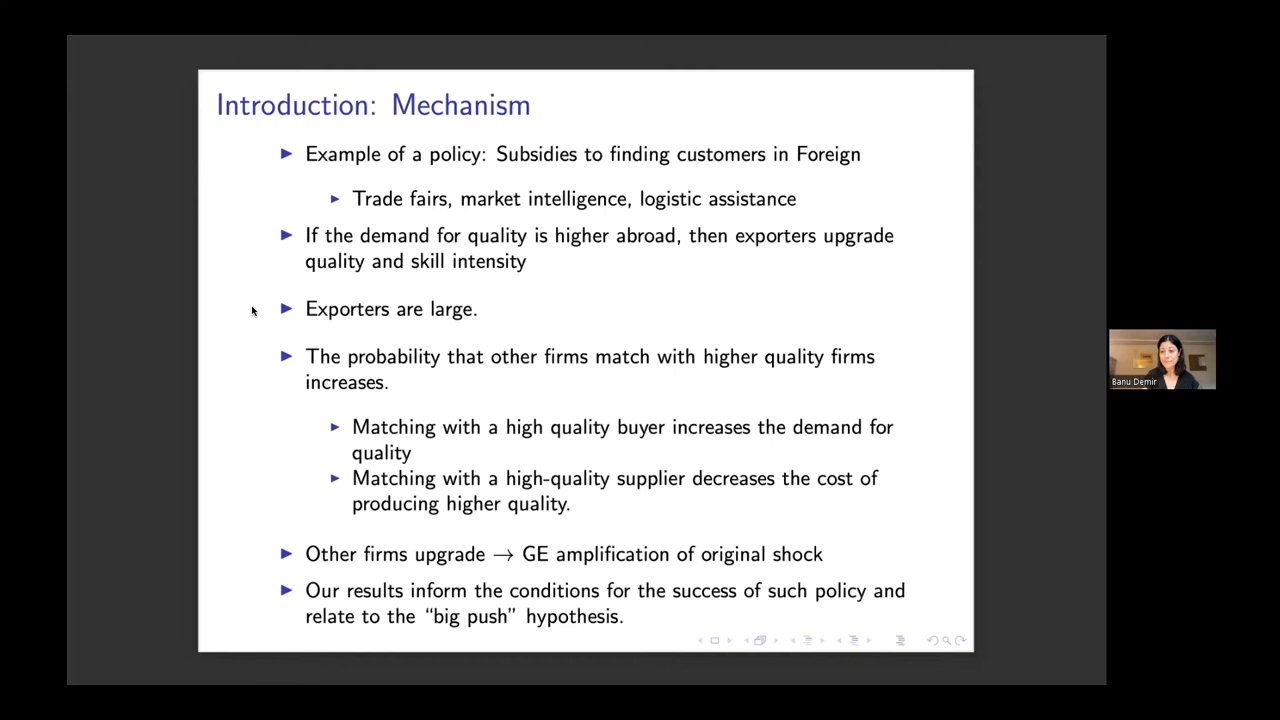 Introduction: Mechanism
Example of a policy: Subsidies to finding customers in Foreign
Trade fairs, market intelligence, logistic assistance
If the demand for quality is higher abroad, then exporters upgrade
quality and skill intensity
Exporters are large.
The probability that other firms match with higher quality firms
increases.
Matching with a high quality buyer increases the demand for
quality
Matching with a high-quality supplier decreases the cost of
producing higher quality.
Other firms upgrade → GE amplification of original shock
Our results inform the conditions for the success of such policy and
relate to the “big push” hypothesis.
Banu Demir